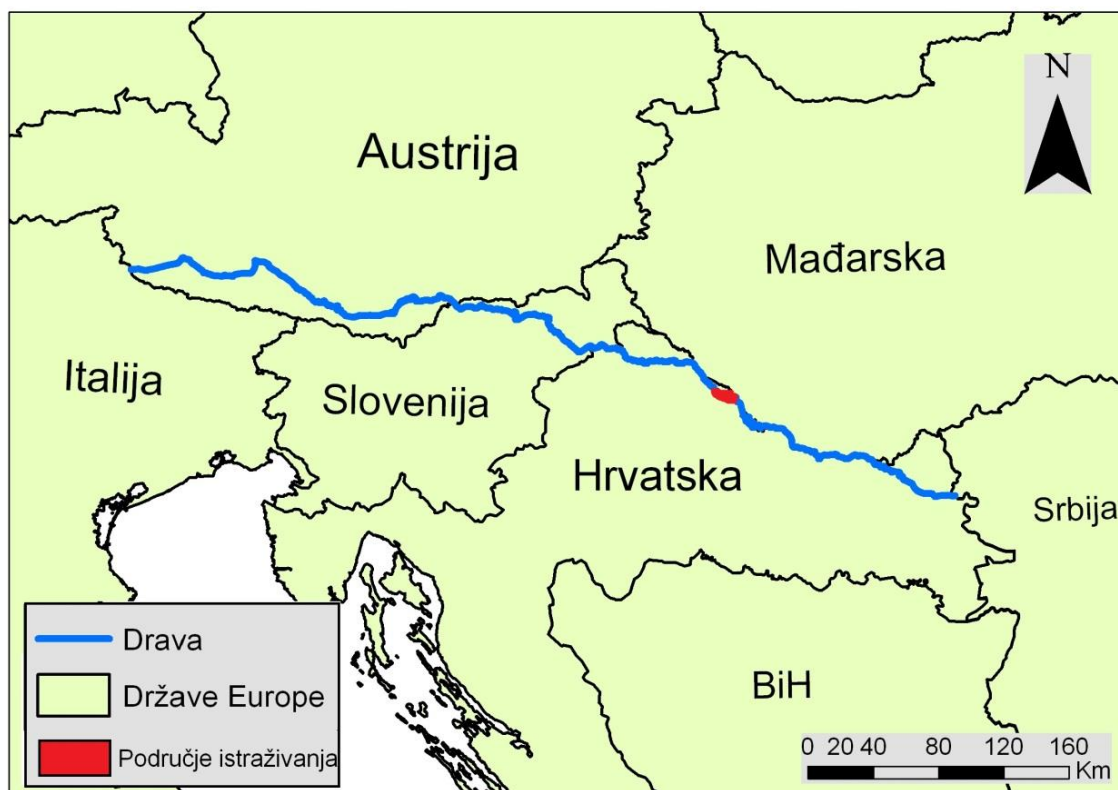 N
Austrija
Mađarska
Italija
Slovenija
Hrvatska
Srbija
BiH
Drava
Države Europe
Područje istraživanja
0 20 40 80 120 160
Km